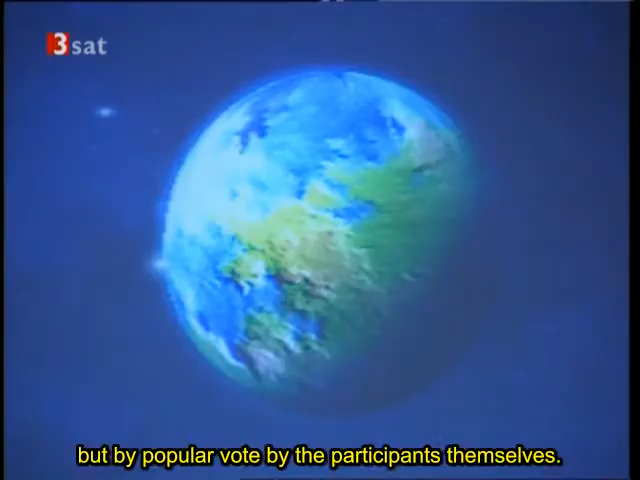 3sat
but by popular vote by the participants themselves.